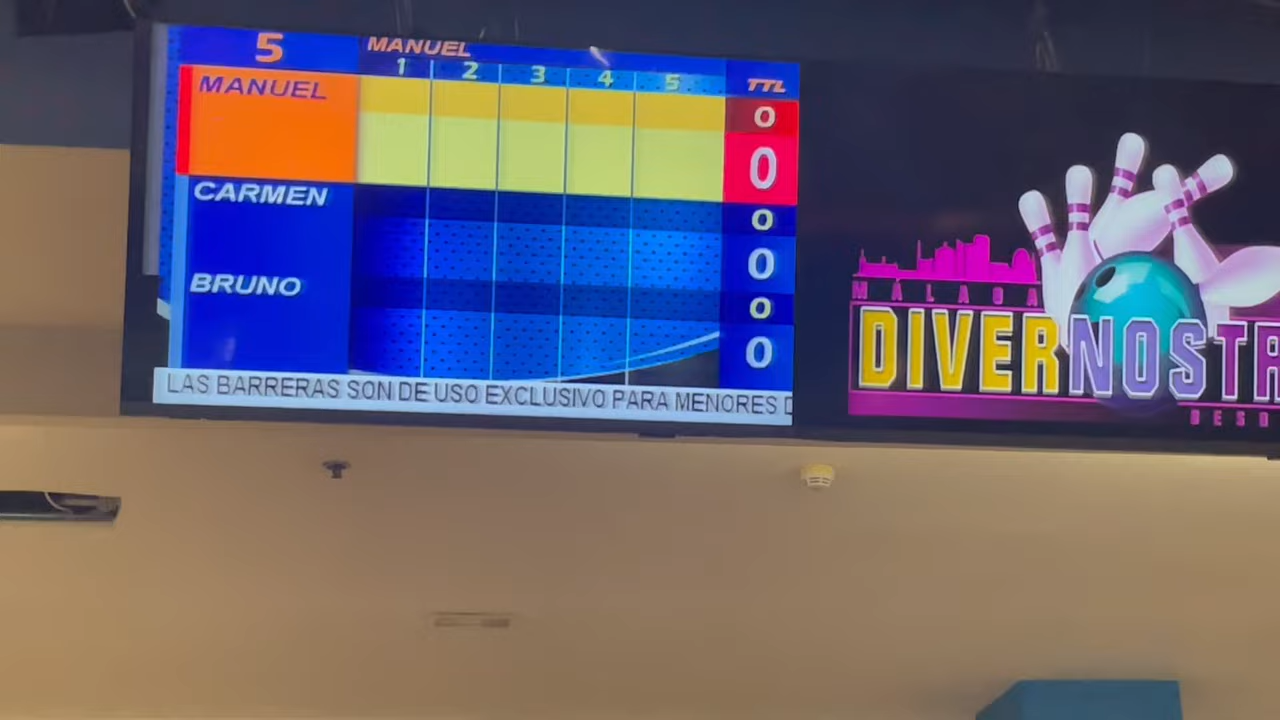 5 MANUEL
1 2 3 4 5 TTL
MANUEL 0
0
CARMEN 0
0
BRUNO 0
0
LAS BARRERAS SON DE USO EXCLUSIVO PARA MENORES
MÁLAGA
DIVERNOSTR